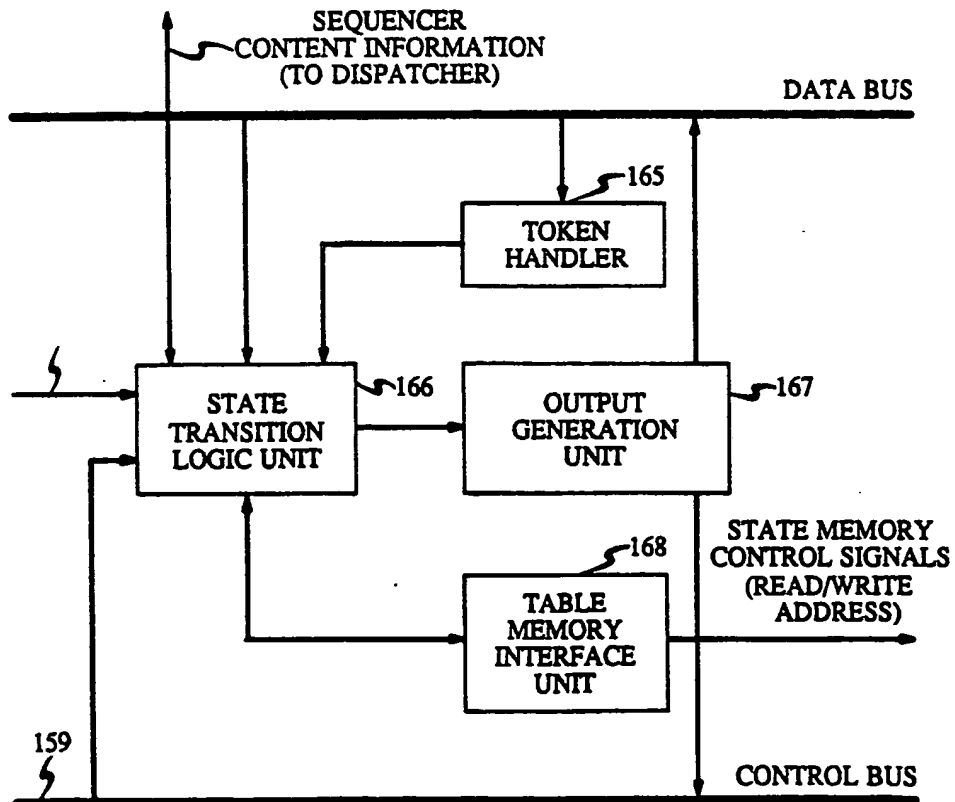 SEQUENCER
CONTENT INFORMATION
(TO DISPATCHER)
DATA BUS
165
TOKEN
HANDLER
166
STATE
TRANSITION
LOGIC UNIT
OUTPUT
GENERATION
UNIT
167
STATE MEMORY
CONTROL SIGNALS
(READ/WRITE
ADDRESS)
168
TABLE
MEMORY
INTERFACE
UNIT
159
CONTROL BUS